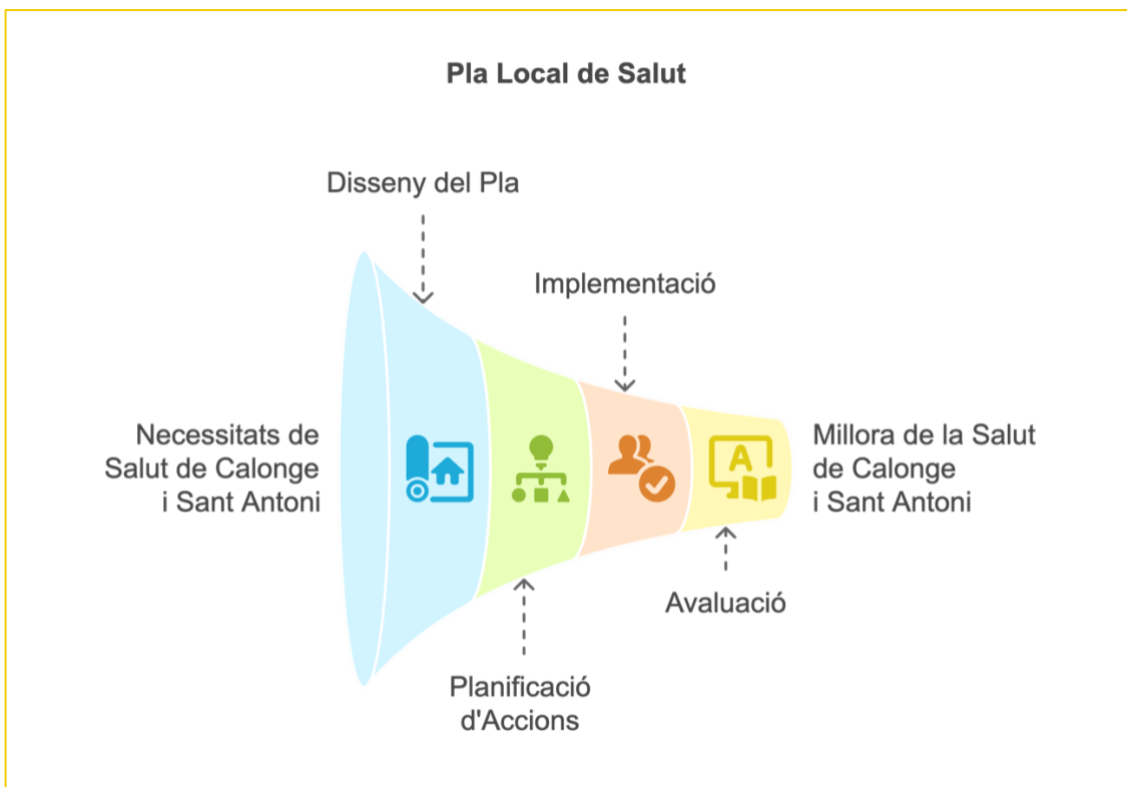 Pla Local de Salut
Disseny del Pla
Implementació
Necessitats de
Salut de Calonge
i Sant Antoni
A
Millora de la Salut
de Calonge
i Sant Antoni
Avaluació
Planificació
d'Accions